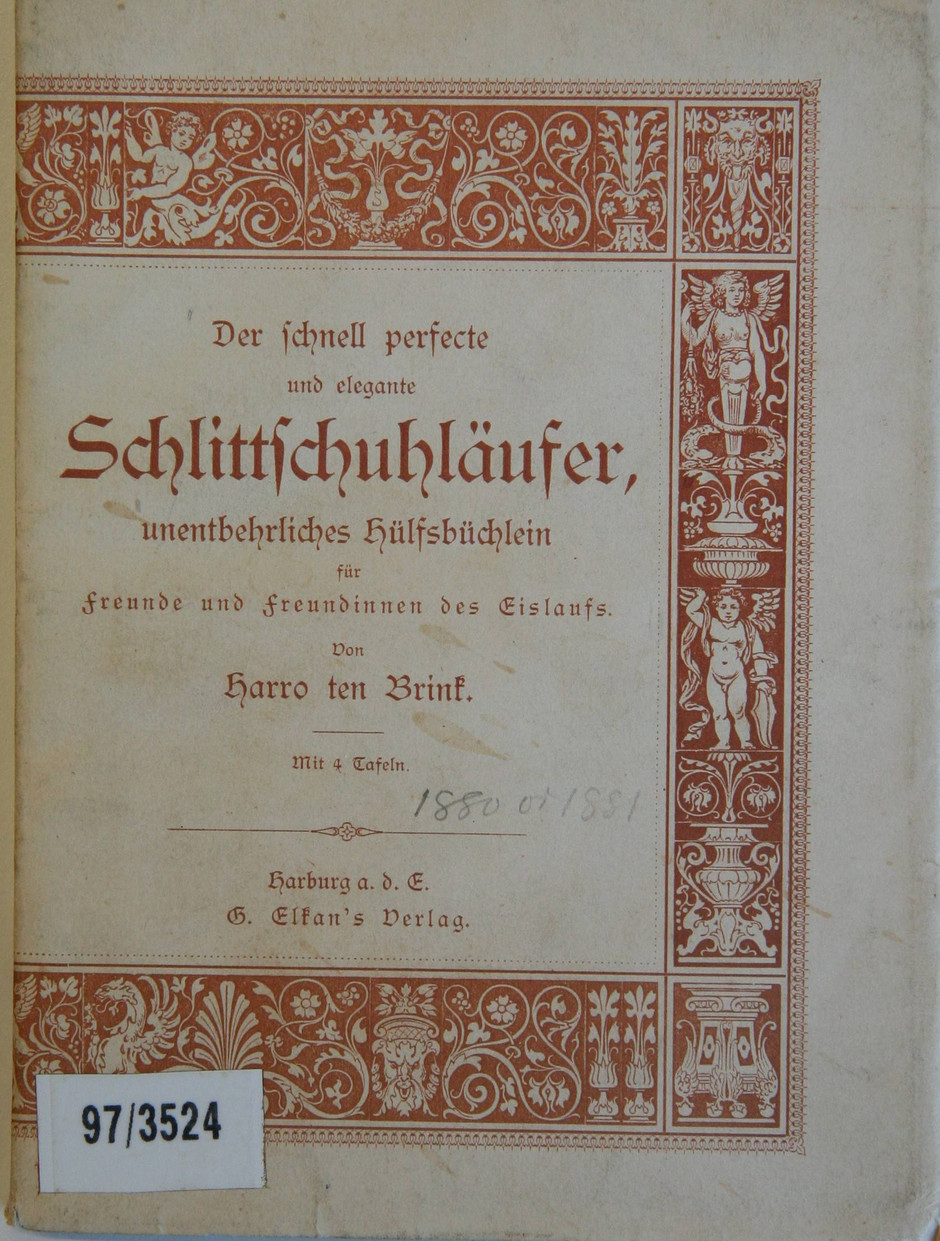 Der schnell perfecte
und elegante
Schlittschuhläufer,
unentbehrliches Hülfsbüchlein
für
Freunde und Freundinnen des Eislaufs.
Von
Harro ten Brink.
Mit 4 Tafeln.
1880 oi 1881
Harburg a. d. E.
G. Elkan's Verlag.
97/3524